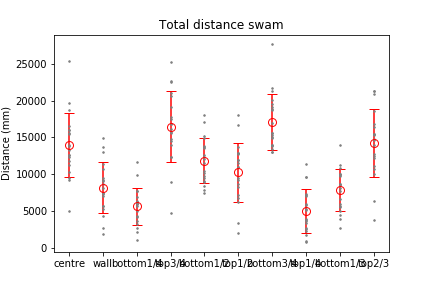 Total distance swam
25000
20000
15000
10000
5000
0
Distance (mm)
centre wall bottom1/4 top3/4 bottom1/2 top1/2 bottom3/4 top1/4 bottom1/3 top2/3